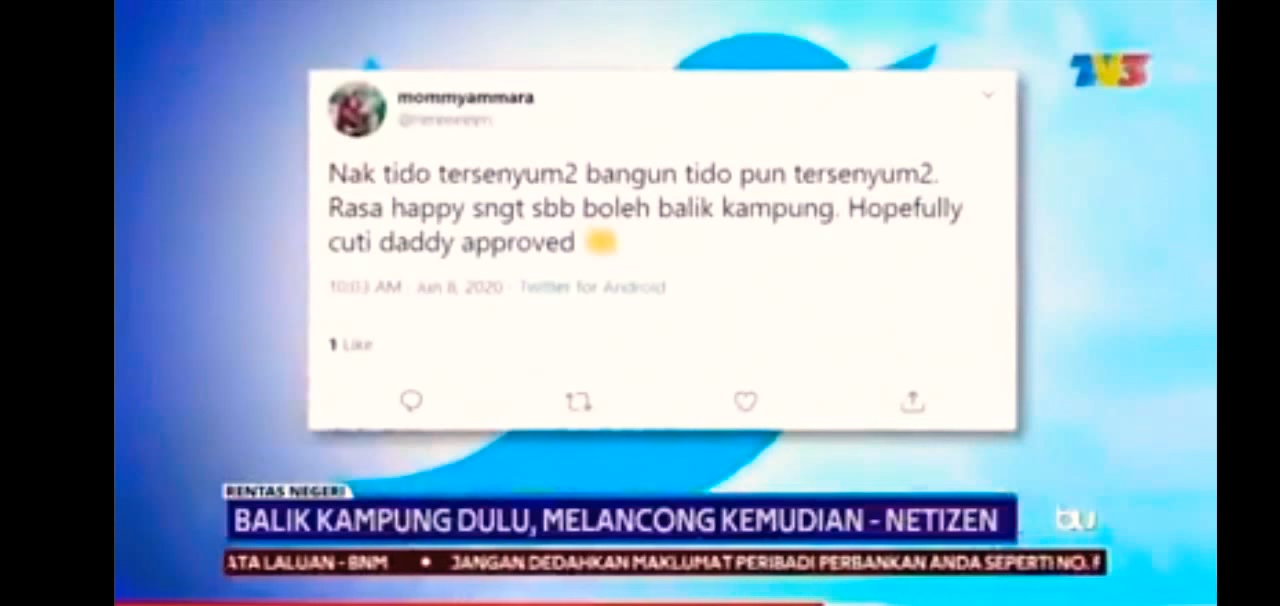 TV3
mommyammara
Nak tido tersenyum2 bangun tido pun tersenyum2.
Rasa happy sngt sbb boleh balik kampung. Hopefully
cuti daddy approved
10:03 AM · Jun 8, 2020 · Twitter for Android
1 Like
RENTAS NEGERI
BALIK KAMPUNG DULU, MELANCONG KEMUDIAN - NETIZEN
ATA LALUAN - BNM • JANGAN DEDAHKAN MAKLUMAT PERIBADI PERBANKAN ANDA SEPERTI NO.